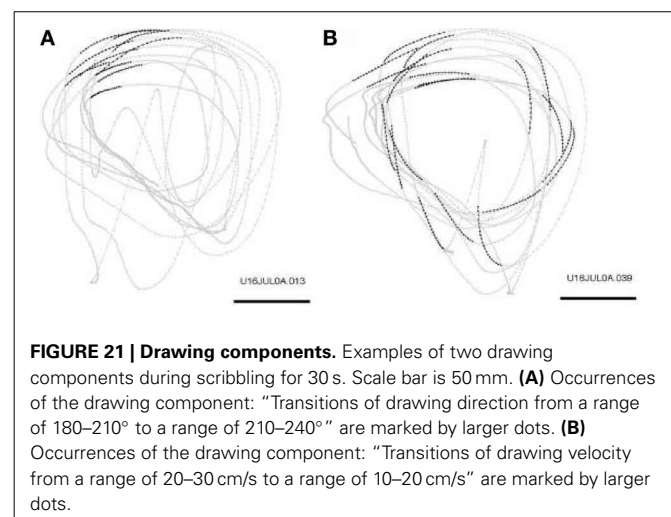 A
B
U16JUL0A.013
U16JUL0A.039
FIGURE 21 | Drawing components. Examples of two drawing
components during scribbling for 30 s. Scale bar is 50 mm. (A) Occurrences
of the drawing component: “Transitions of drawing direction from a range
of 180–210° to a range of 210–240°” are marked by larger dots. (B)
Occurrences of the drawing component: “Transitions of drawing velocity
from a range of 20–30 cm/s to a range of 10–20 cm/s” are marked by larger
dots.